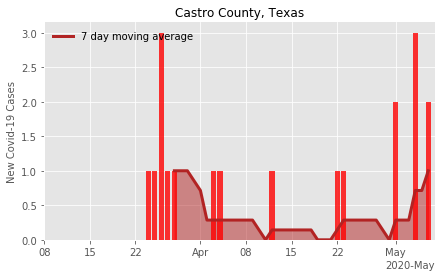 Castro County, Texas
7 day moving average
New Covid-19 Cases
3.0
2.5
2.0
1.5
1.0
0.5
0.0
08 15 22 Apr 08 15 22 May
2020-May